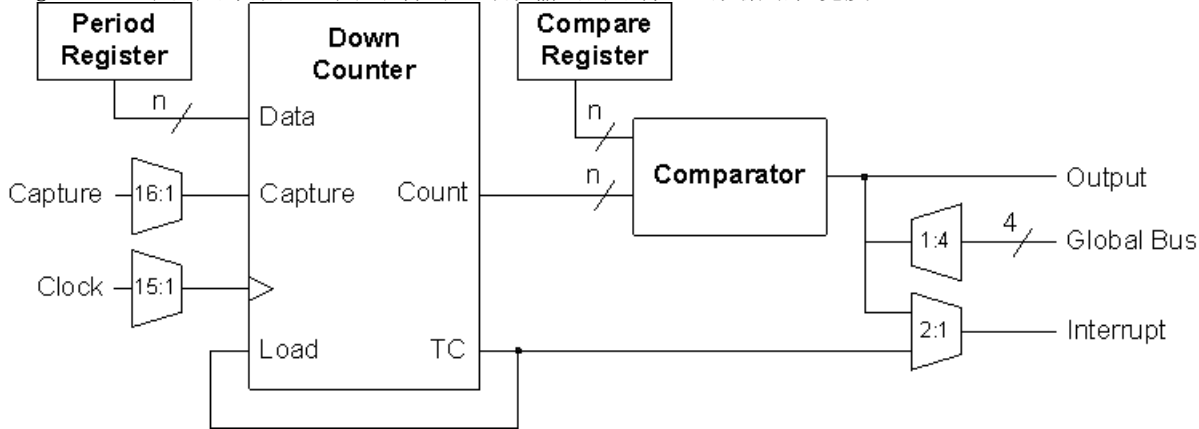 Period
Register
Down
Counter
Compare
Register
n
Data
n
Capture
16:1
Capture
Count
n
Comparator
Output
1:4
4
Global Bus
Clock
15:1
Load
TC
2:1
Interrupt